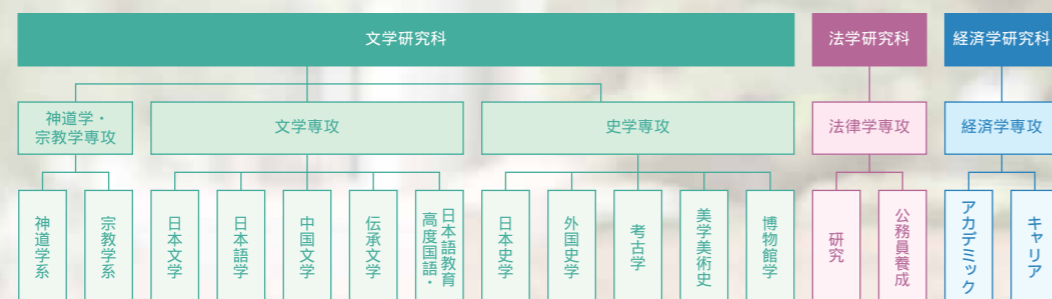 文学研究科
法学研究科
経済学研究科
神道学・
宗教学専攻
文学専攻
史学専攻
法律学専攻
経済学専攻
神道学系
宗教学系
日本文学
日本語学
中国文学
伝承文学
高度国語・
日本語教育
日本史学
外国史学
考古学
美学美術史
博物館学
研究
公務員養成
アカデミック
キャリア